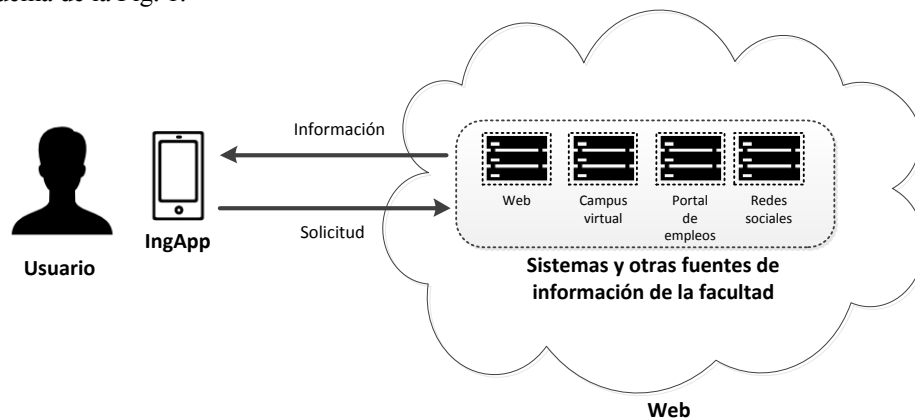 Información
Solicitud
Usuario
IngApp
Web
Campus
virtual
Portal
de
empleos
Redes
sociales
Sistemas y otras fuentes de
información de la facultad
Web